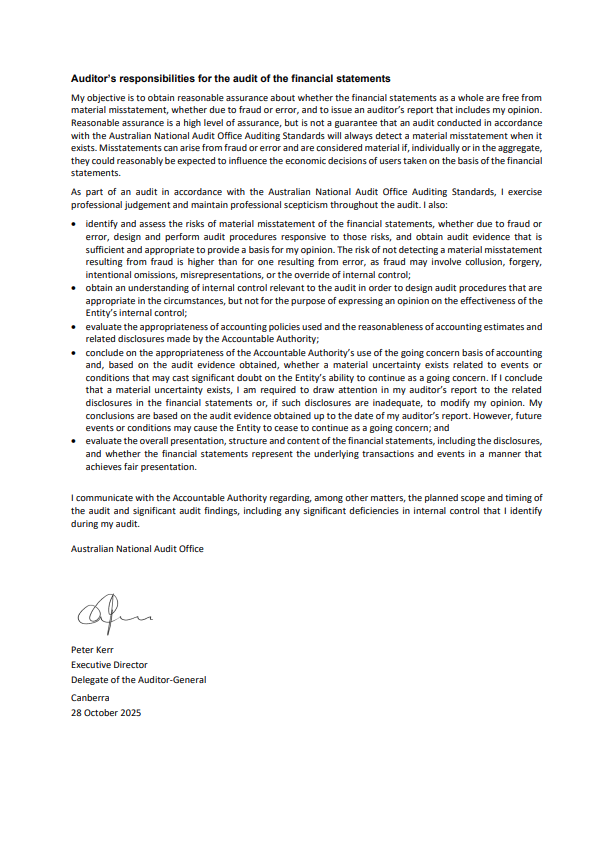 Auditor's responsibilities for the audit of the financial statements
My objective is to obtain reasonable assurance about whether the financial statements as a whole are free from
material misstatement, whether due to fraud or error, and to issue an auditor's report that includes my opinion.
Reasonable assurance is a high level of assurance, but is not a guarantee that an audit conducted in accordance
with the Australian National Audit Office Auditing Standards will always detect a material misstatement when it
exists. Misstatements can arise from fraud or error and are considered material if, individually or in the aggregate,
they could reasonably be expected to influence the economic decisions of users taken on the basis of the financial
statements.
As part of an audit in accordance with the Australian National Audit Office Auditing Standards, I exercise
professional judgement and maintain professional scepticism throughout the audit. I also:
• identify and assess the risks of material misstatement of the financial statements, whether due to fraud or
error, design and perform audit procedures responsive to those risks, and obtain audit evidence that is
sufficient and appropriate to provide a basis for my opinion. The risk of not detecting a material misstatement
resulting from fraud is higher than for one resulting from error, as fraud may involve collusion, forgery,
intentional omissions, misrepresentations, or the override of internal control;
• obtain an understanding of internal control relevant to the audit in order to design audit procedures that are
appropriate in the circumstances, but not for the purpose of expressing an opinion on the effectiveness of the
Entity's internal control;
• evaluate the appropriateness of accounting policies used and the reasonableness of accounting estimates and
related disclosures made by the Accountable Authority;
• conclude on the appropriateness of the Accountable Authority's use of the going concern basis of accounting
and, based on the audit evidence obtained, whether a material uncertainty exists related to events or
conditions that may cast significant doubt on the Entity's ability to continue as a going concern. If I conclude
that a material uncertainty exists, I am required to draw attention in my auditor's report to the related
disclosures in the financial statements or, if such disclosures are inadequate, to modify my opinion. My
conclusions are based on the audit evidence obtained up to the date of my auditor's report. However, future
events or conditions may cause the Entity to cease to continue as a going concern; and
• evaluate the overall presentation, structure and content of the financial statements, including the disclosures,
and whether the financial statements represent the underlying transactions and events in a manner that
achieves fair presentation.
I communicate with the Accountable Authority regarding, among other matters, the planned scope and timing of
the audit and significant audit findings, including any significant deficiencies in internal control that I identify
during my audit.
Australian National Audit Office
Peter Kerr
Executive Director
Delegate of the Auditor-General
Canberra
28 October 2025